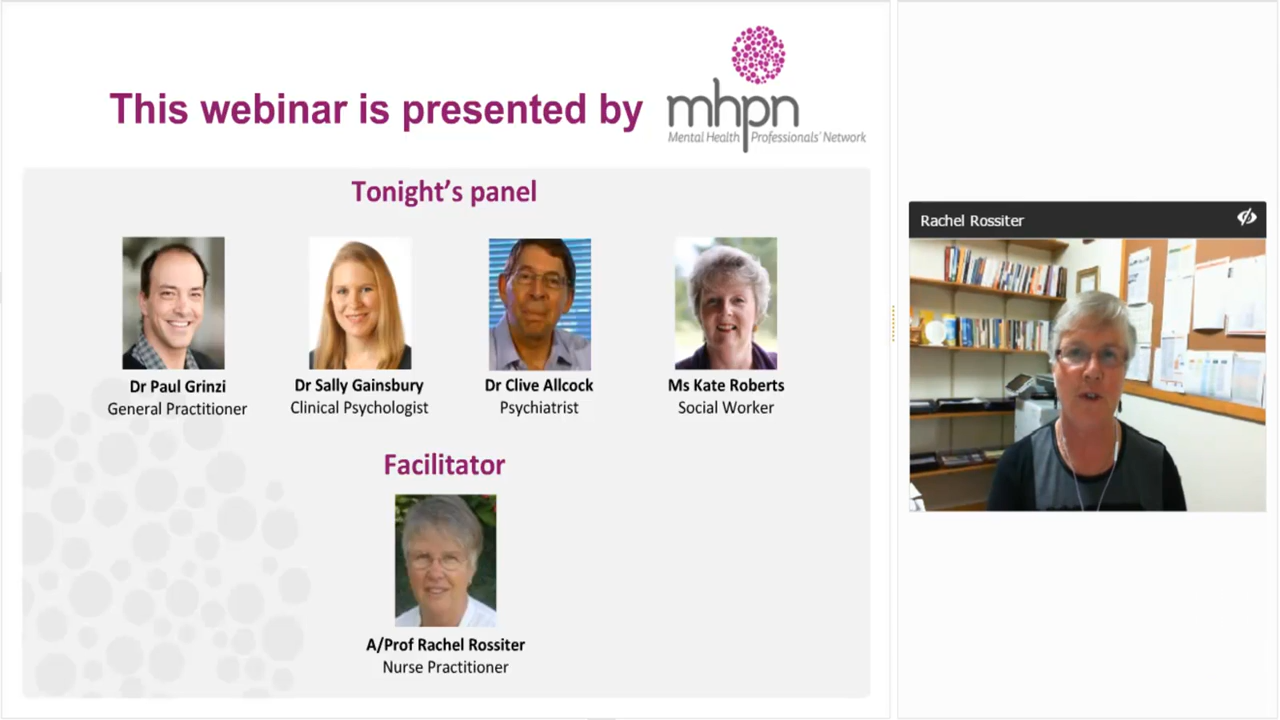 This webinar is presented by
mhpn
Mental Health Professionals' Network
Tonight's panel
Dr Paul Grinzi
General Practitioner
Dr Sally Gainsbury
Clinical Psychologist
Dr Clive Allcock
Psychiatrist
Ms Kate Roberts
Social Worker
Facilitator
A/Prof Rachel Rossiter
Nurse Practitioner
Rachel Rossiter